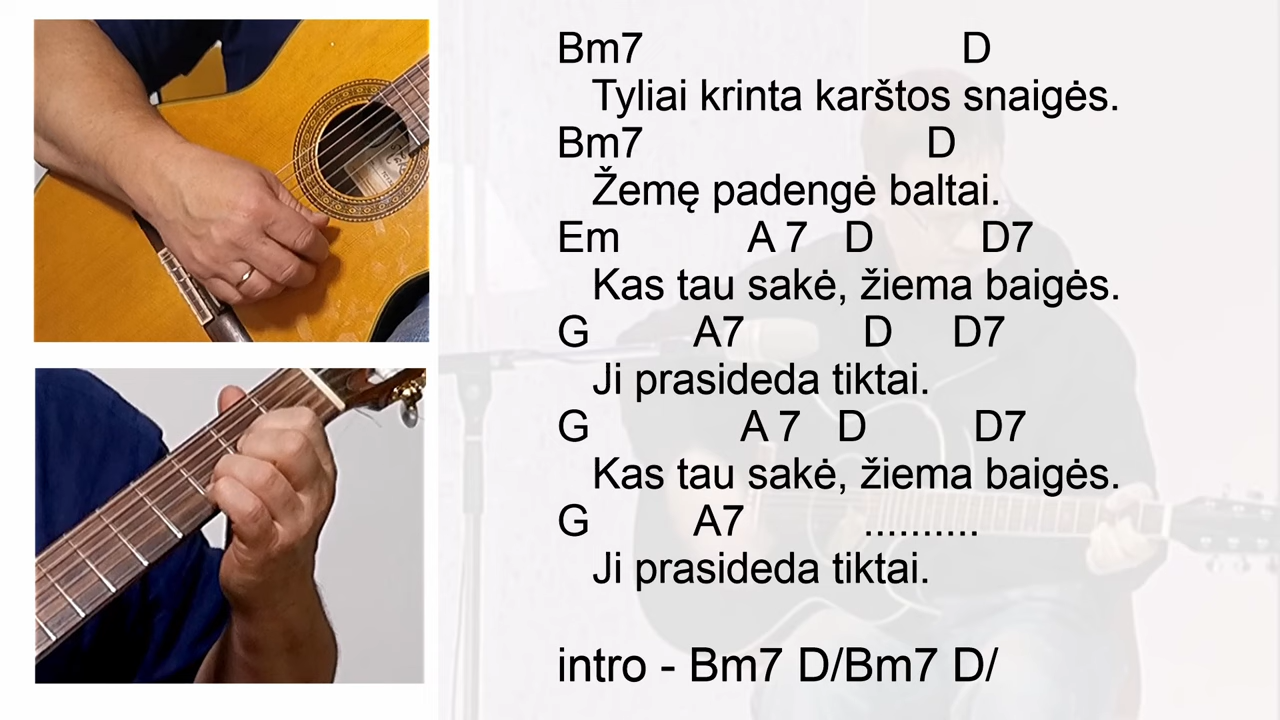 Bm7 D
Tyliai krinta karštos snaigės.
Bm7 D
Žemę padengė baltai.
Em A 7 D D7
Kas tau sakė, žiema baigės.
G A7 D D7
Ji prasideda tiktai.
G A 7 D D7
Kas tau sakė, žiema baigės.
G A7 ..........
Ji prasideda tiktai.
intro - Bm7 D/Bm7 D/